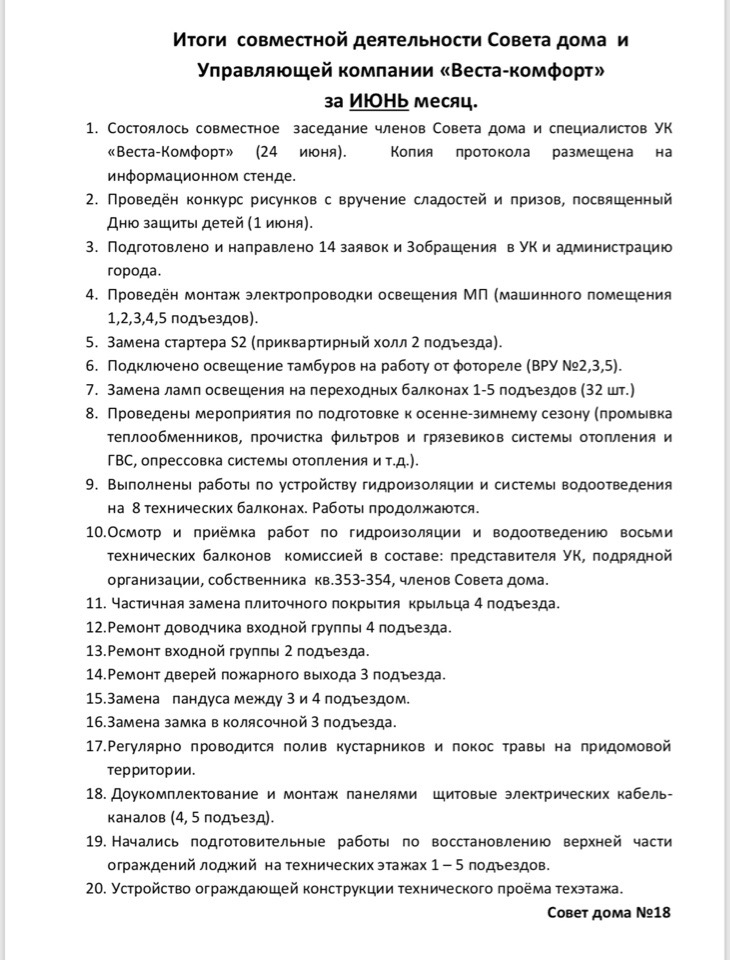 Итоги совместной деятельности Совета дома и
Управляющей компании «Веста-комфорт»
за ИЮНЬ месяц.
1. Состоялось совместное заседание членов Совета дома и специалистов УК
«Веста-Комфорт» (24 июня). Копия протокола размещена на
информационном стенде.
2. Проведён конкурс рисунков с вручение сладостей и призов, посвященный
Дню защиты детей (1 июня).
3. Подготовлено и направлено 14 заявок и 3обращения в УК и администрацию
города.
4. Проведён монтаж электропроводки освещения МП (машинного помещения
1,2,3,4,5 подъездов).
5. Замена стартера S2 (приквартирный холл 2 подъезда).
6. Подключено освещение тамбуров на работу от фотореле (ВРУ №2,3,5).
7. Замена ламп освещения на переходных балконах 1-5 подъездов (32 шт.)
8. Проведены мероприятия по подготовке к осенне-зимнему сезону (промывка
теплообменников, прочистка фильтров и грязевиков системы отопления и
ГВС, опрессовка системы отопления и т.д.).
9. Выполнены работы по устройству гидроизоляции и системы водоотведения
на 8 технических балконах. Работы продолжаются.
10.Осмотр и приёмка работ по гидроизоляции и водоотведению восьми
технических балконов комиссией в составе: представителя УК, подрядной
организации, собственника кв.353-354, членов Совета дома.
11. Частичная замена плиточного покрытия крыльца 4 подъезда.
12.Ремонт доводчика входной группы 4 подъезда.
13.Ремонт входной группы 2 подъезда.
14.Ремонт дверей пожарного выхода 3 подъезда.
15.Замена пандуса между 3 и 4 подъездом.
16.Замена замка в колясочной 3 подъезда.
17.Регулярно проводится полив кустарников и покос травы на придомовой
территории.
18. Доукомплектование и монтаж панелями щитовые электрических кабель-
каналов (4, 5 подъезд).
19. Начались подготовительные работы по восстановлению верхней части
ограждений лоджий на технических этажах 1 – 5 подъездов.
20. Устройство ограждающей конструкции технического проёма техэтажа.
Совет дома №18